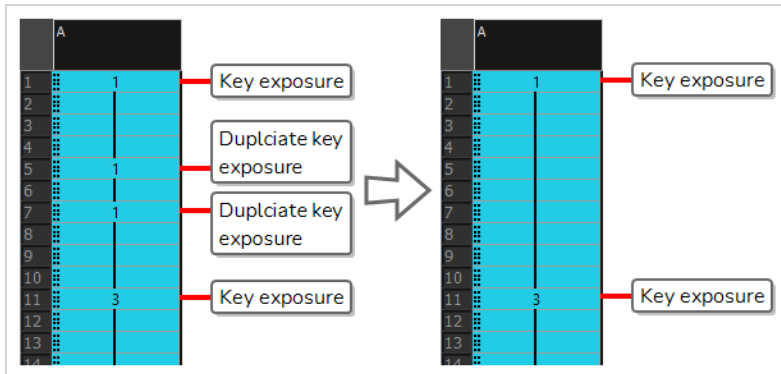 A
1 1 Key exposure
2
3
4
Duplciate key
5 1 exposure
6
7 1 Duplciate key
8 exposure
9
10
11 3 Key exposure
12
13
14
A
1 1 Key exposure
2
3
4
5
6
7
8
9
10
11 3 Key exposure
12
13
14